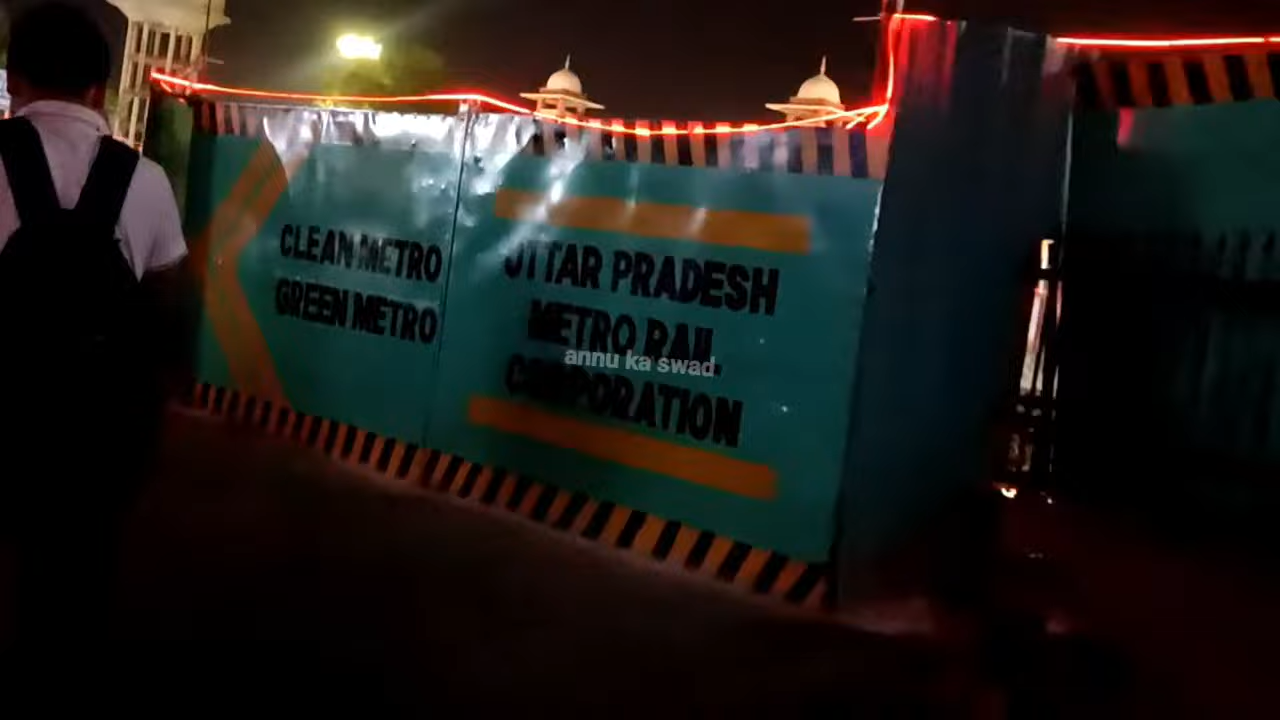 CLEAN METRO
GREEN METRO
UTTAR PRADESH
METRO RAIL
CORPORATION
annu ka swad